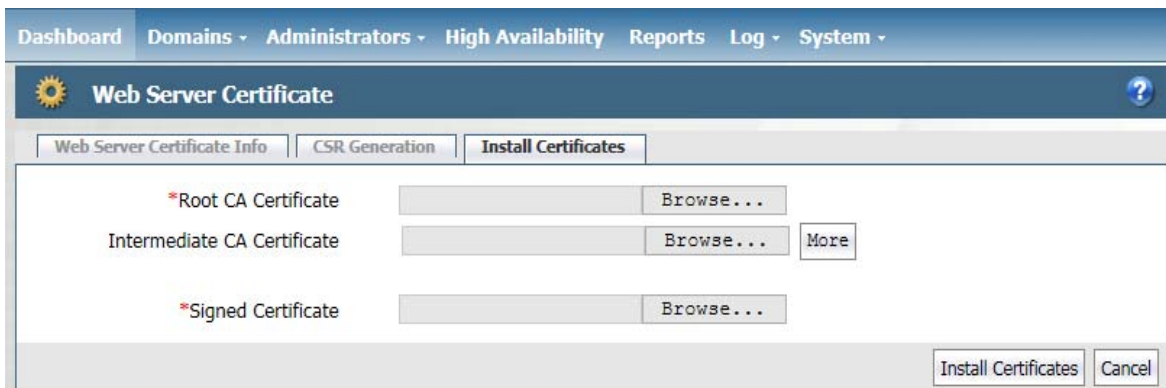 Dashboard Domains Administrators High Availability Reports Log System
Web Server Certificate ?
Web Server Certificate Info CSR Generation Install Certificates
*Root CA Certificate Browse...
Intermediate CA Certificate Browse... More
*Signed Certificate Browse...
Install Certificates Cancel